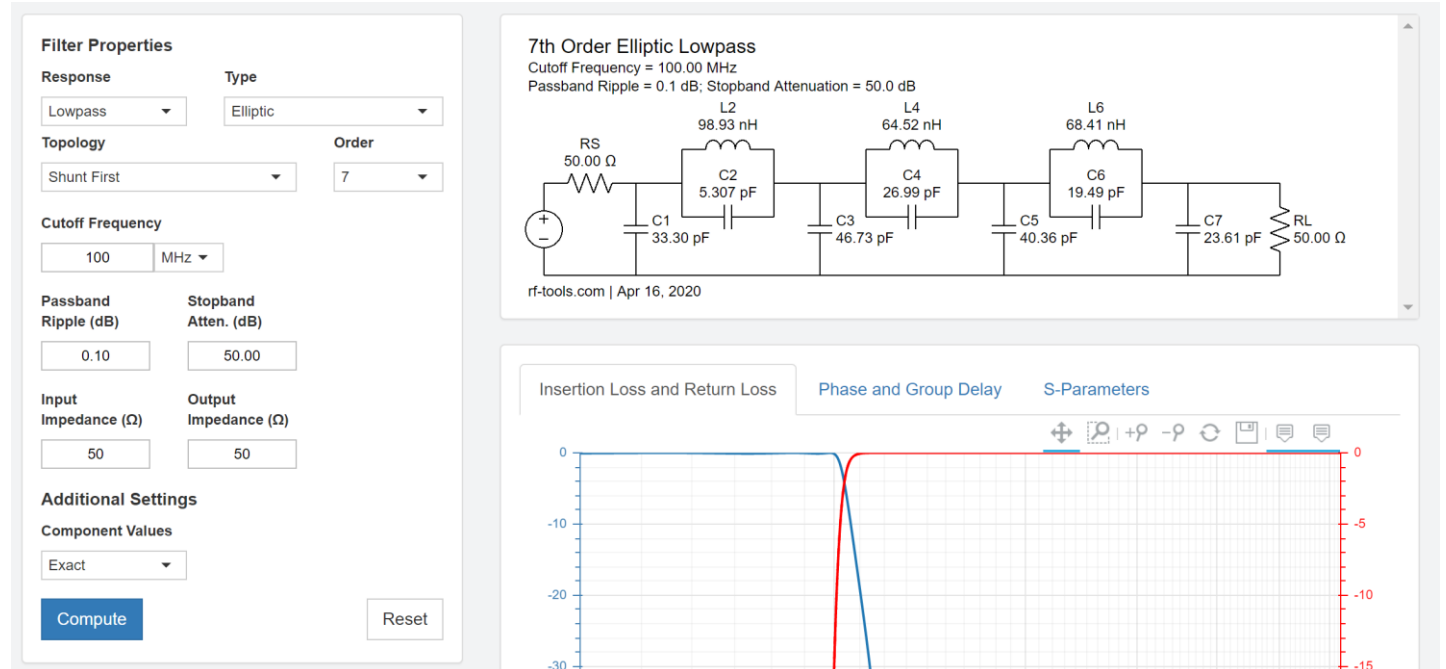 Filter Properties
Response Type
Lowpass Elliptic
Topology Order
Shunt First 7
Cutoff Frequency
100 MHz
Passband Stopband
Ripple (dB) Atten. (dB)
0.10 50.00
Input Output
Impedance (Ω) Impedance (Ω)
50 50
Additional Settings
Component Values
Exact
Compute Reset
7th Order Elliptic Lowpass
Cutoff Frequency = 100.00 MHz
Passband Ripple = 0.1 dB; Stopband Attenuation = 50.0 dB
L2 L4 L6
98.93 nH 64.52 nH 68.41 nH
RS
50.00 Ω
C2 C4 C6
5.307 pF 26.99 pF 19.49 pF
+
−
C1 C3 C5 C7 RL
33.30 pF 46.73 pF 40.36 pF 23.61 pF 50.00 Ω
rf-tools.com | Apr 16, 2020
Insertion Loss and Return Loss Phase and Group Delay S-Parameters
0 0
-10 -5
-20 -10
-30 -15